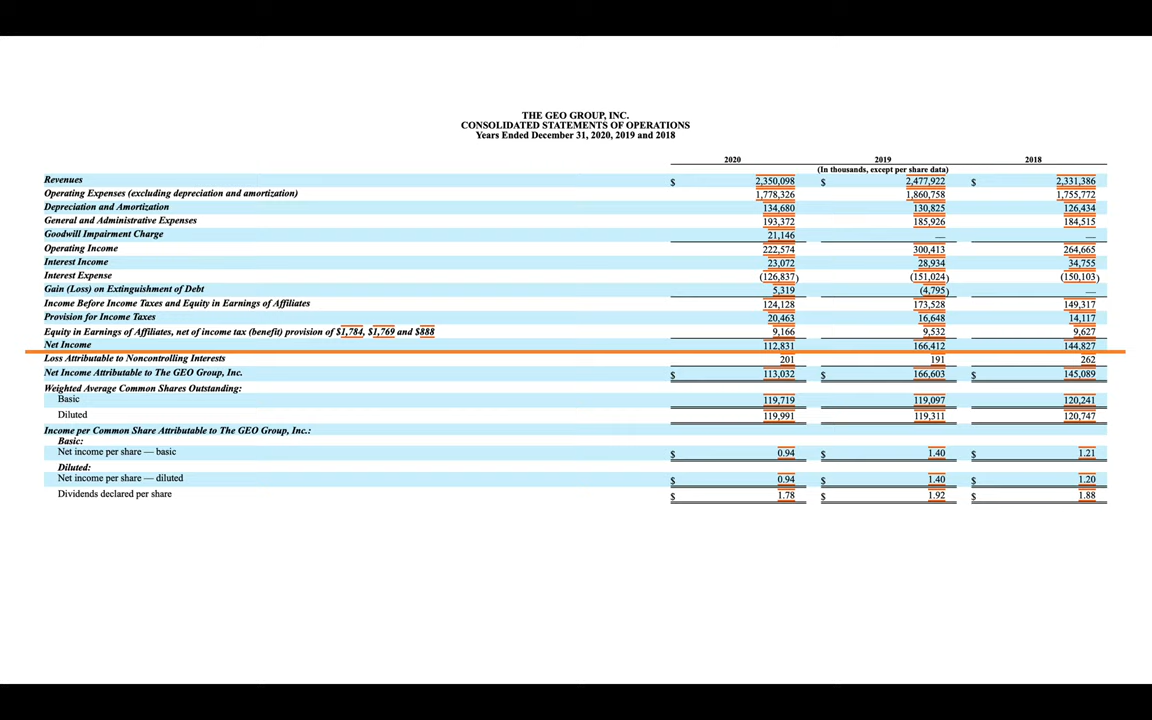 THE GEO GROUP, INC.
CONSOLIDATED STATEMENTS OF OPERATIONS
Years Ended December 31, 2020, 2019 and 2018
2020 2019 2018
(In thousands, except per share data)
Revenues $ 2,350,098 $ 2,477,922 $ 2,331,386
Operating Expenses (excluding depreciation and amortization) 1,778,326 1,860,758 1,755,772
Depreciation and Amortization 134,680 130,825 126,434
General and Administrative Expenses 193,372 185,926 184,515
Goodwill Impairment Charge 21,146 — —
Operating Income 222,574 300,413 264,665
Interest Income 23,072 28,934 34,755
Interest Expense (126,837) (151,024) (150,103)
Gain (Loss) on Extinguishment of Debt 5,319 (4,795) —
Income Before Income Taxes and Equity in Earnings of Affiliates 124,128 173,528 149,317
Provision for Income Taxes 20,463 16,648 14,117
Equity in Earnings of Affiliates, net of income tax (benefit) provision of $1,784, $1,769 and $888 9,166 9,532 9,627
Net Income 112,831 166,412 144,827
Loss Attributable to Noncontrolling Interests 201 191 262
Net Income Attributable to The GEO Group, Inc. $ 113,032 $ 166,603 $ 145,089
Weighted Average Common Shares Outstanding:
Basic 119,719 119,097 120,241
Diluted 119,991 119,311 120,747
Income per Common Share Attributable to The GEO Group, Inc.:
Basic:
Net income per share — basic $ 0.94 $ 1.40 $ 1.21
Diluted:
Net income per share — diluted $ 0.94 $ 1.40 $ 1.20
Dividends declared per share $ 1.78 $ 1.92 $ 1.88